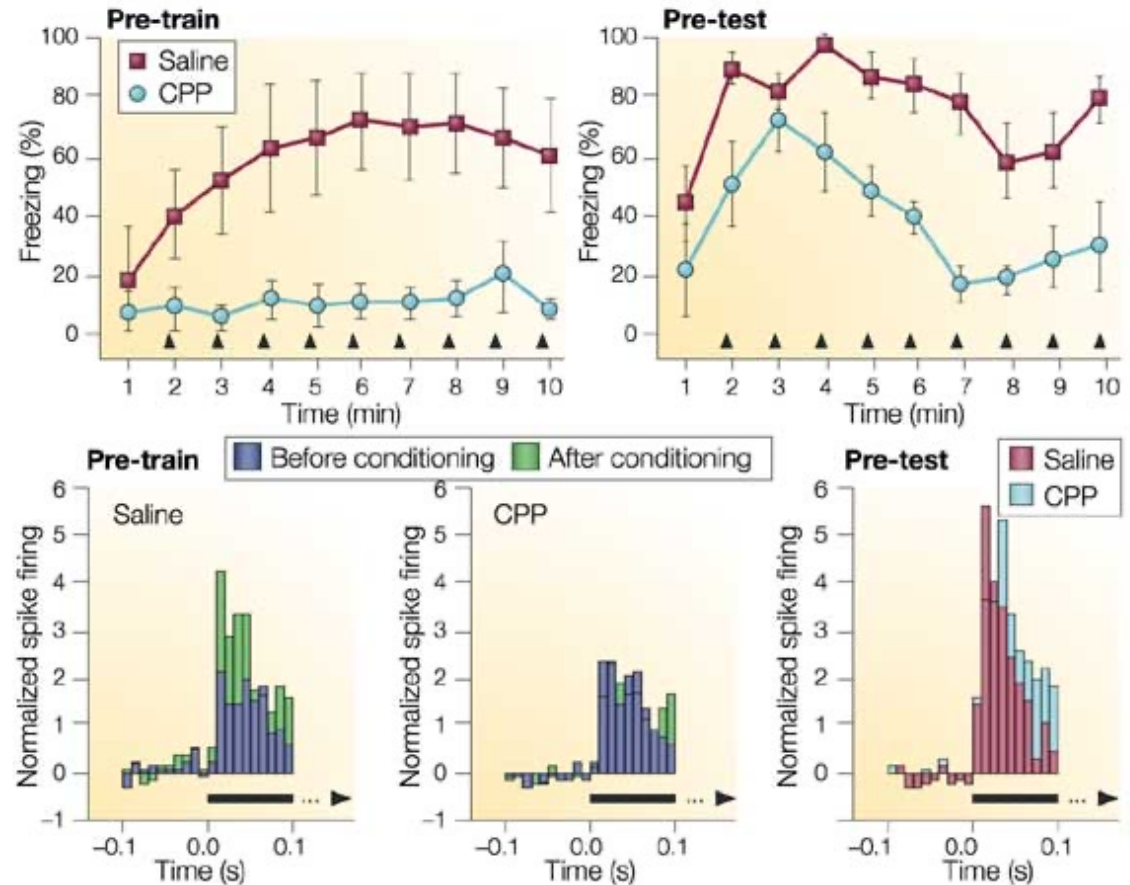 Pre-train
Saline
CPP
Freezing (%)
100
80
60
40
20
0
1 2 3 4 5 6 7 8 9 10
Time (min)
Pre-test
Freezing (%)
100
80
60
40
20
0
1 2 3 4 5 6 7 8 9 10
Time (min)
Before conditioning After conditioning
Pre-train
Saline
Normalized spike firing
6
5
4
3
2
1
0
−1
−0.1 0.0 0.1
Time (s)
...
CPP
Normalized spike firing
6
5
4
3
2
1
0
−1
−0.1 0.0 0.1
Time (s)
...
Pre-test
Saline
CPP
Normalized spike firing
6
5
4
3
2
1
0
−1
−0.1 0.0 0.1
Time (s)
...